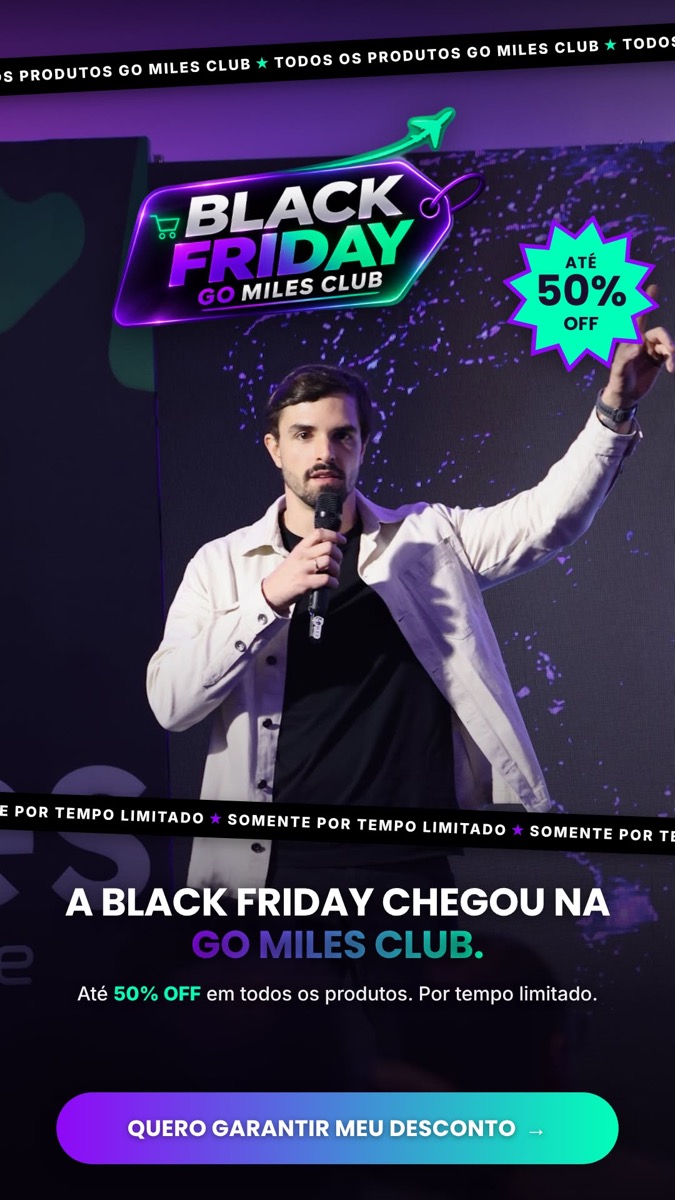 PRODUTOS GO MILES CLUB ★ TODOS OS PRODUTOS GO MILES CLUB ★ TODOS
BLACK
FRIDAY
GO MILES CLUB
ATÉ
50%
OFF
POR TEMPO LIMITADO ★ SOMENTE POR TEMPO LIMITADO ★ SOMENTE POR
A BLACK FRIDAY CHEGOU NA
GO MILES CLUB.
Até 50% OFF em todos os produtos. Por tempo limitado.
QUERO GARANTIR MEU DESCONTO →